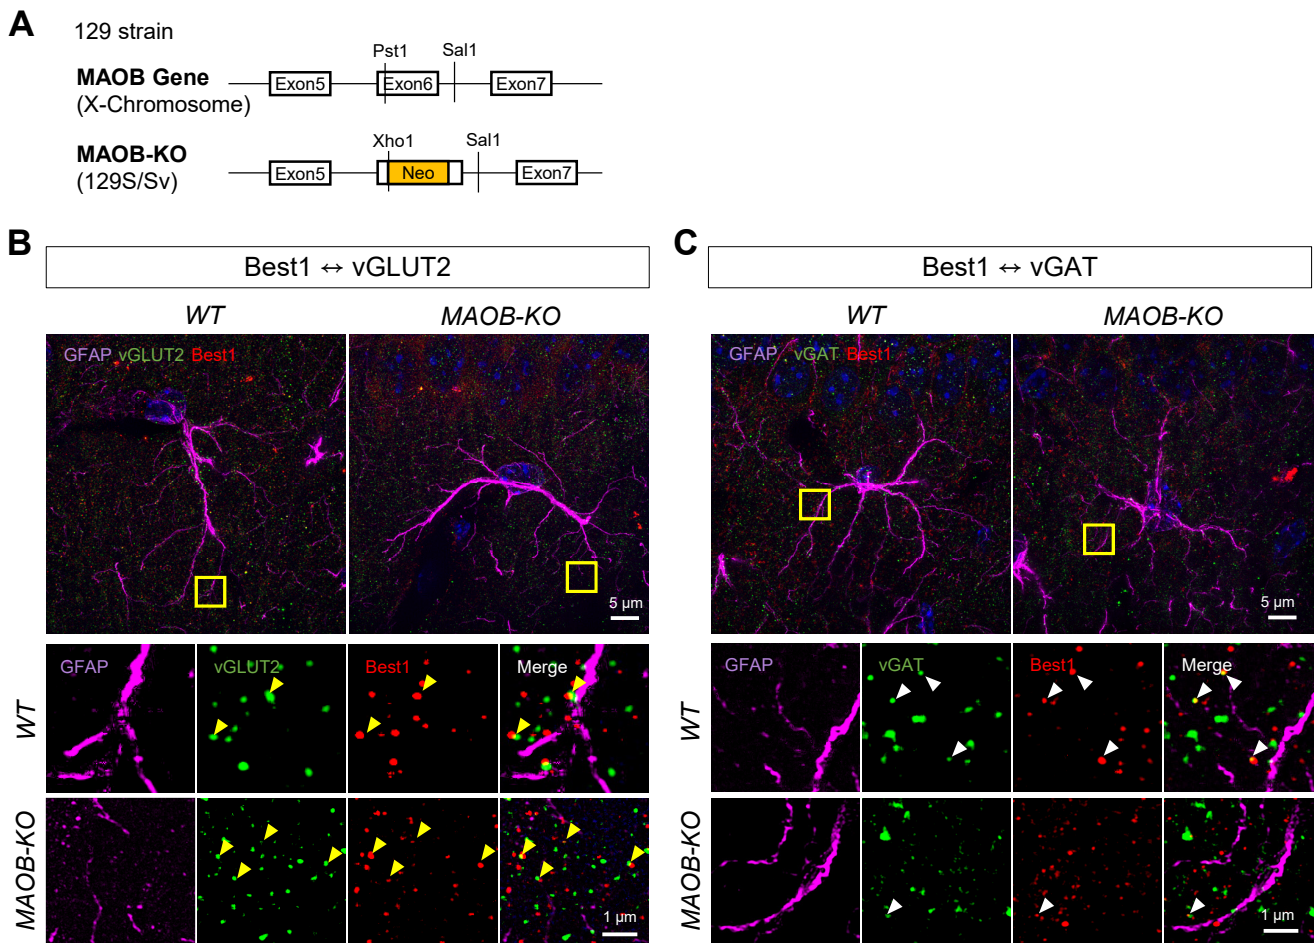 A
129 strain
Pst1 Sal1
MAOB Gene
(X-Chromosome)
Exon5 Exon6 Exon7
Xho1 Sal1
MAOB-KO
(129S/Sv)
Exon5 Neo Exon7
B
Best1 ↔ vGLUT2
WT MAOB-KO
GFAP vGLUT2 Best1
5 µm
GFAP vGLUT2 Best1 Merge
WT
MAOB-KO
1 µm
C
Best1 ↔ vGAT
WT MAOB-KO
GFAP vGAT Best1
5 µm
GFAP vGAT Best1 Merge
WT
MAOB-KO
1 µm